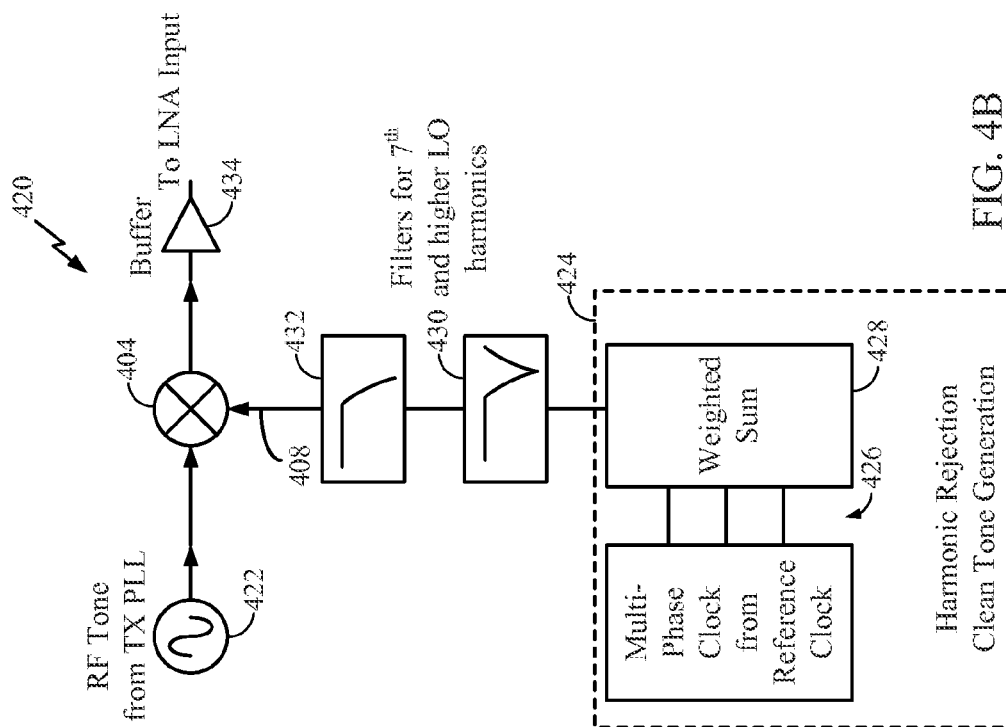 420
RF Tone
from TX PLL
422
404
Buffer
To LNA Input
434
408
432
Filters for 7th
and higher LO
harmonics
430
424
Multi-
Phase
Clock
from
Reference
Clock
426
Weighted
Sum
428
Harmonic Rejection
Clean Tone Generation
FIG. 4B